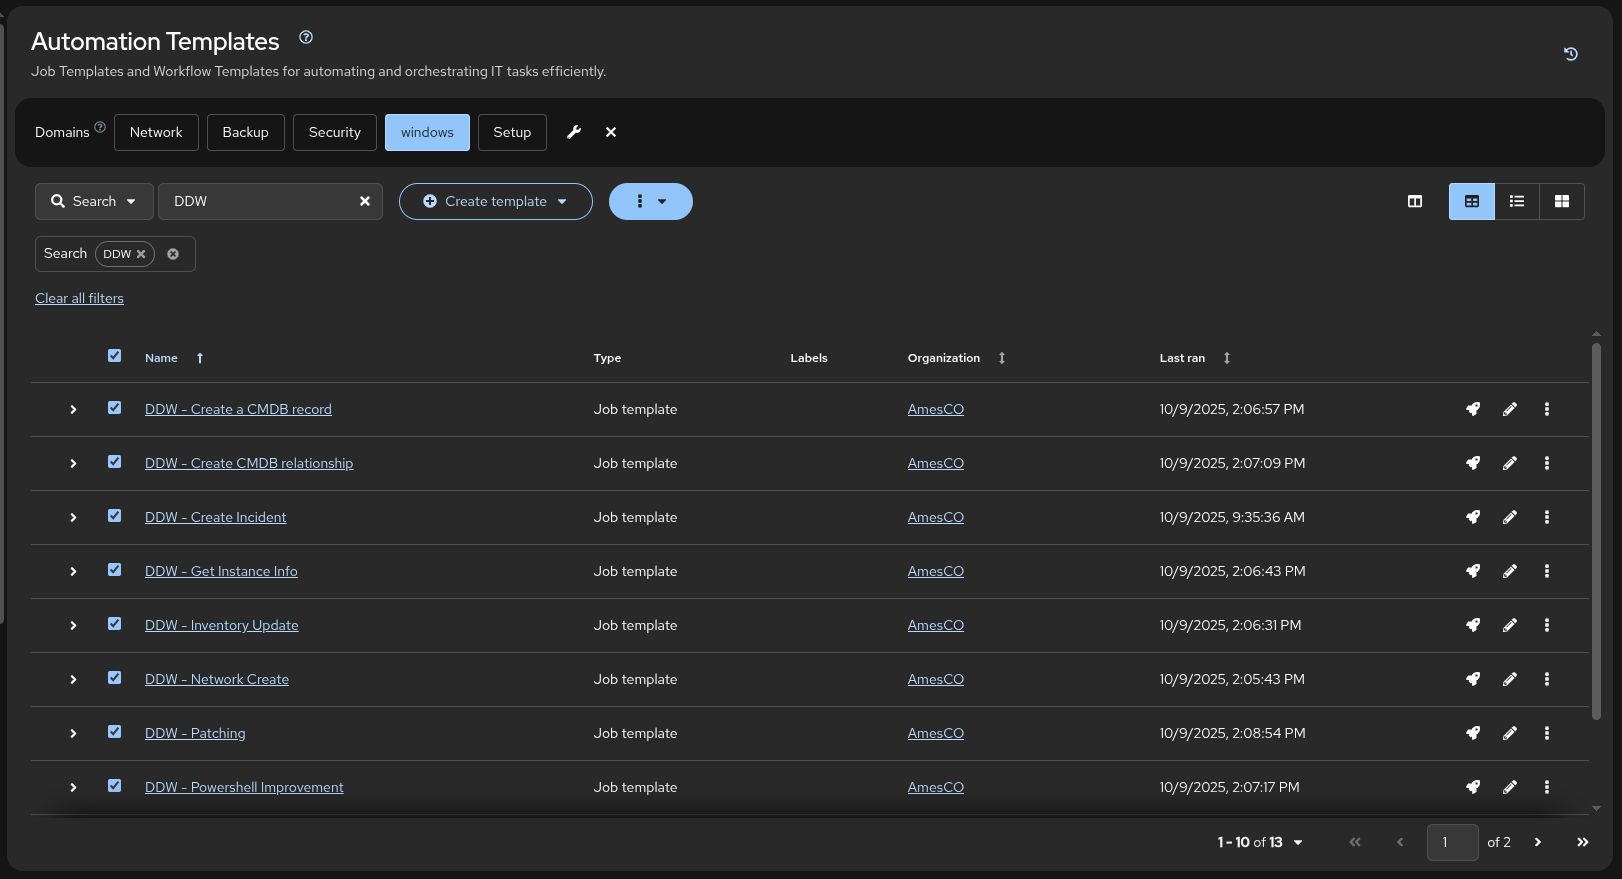 Automation Templates
Job Templates and Workflow Templates for automating and orchestrating IT tasks efficiently.
Domains Network Backup Security windows Setup
Search DDW Create template
Search DDW
Clear all filters
Name Type Labels Organization Last ran
DDW - Create a CMDB record Job template AmesCO 10/9/2025, 2:06:57 PM
DDW - Create CMDB relationship Job template AmesCO 10/9/2025, 2:07:09 PM
DDW - Create Incident Job template AmesCO 10/9/2025, 9:35:36 AM
DDW - Get Instance Info Job template AmesCO 10/9/2025, 2:06:43 PM
DDW - Inventory Update Job template AmesCO 10/9/2025, 2:06:31 PM
DDW - Network Create Job template AmesCO 10/9/2025, 2:05:43 PM
DDW - Patching Job template AmesCO 10/9/2025, 2:08:54 PM
DDW - Powershell Improvement Job template AmesCO 10/9/2025, 2:07:17 PM
1 - 10 of 13 1 of 2